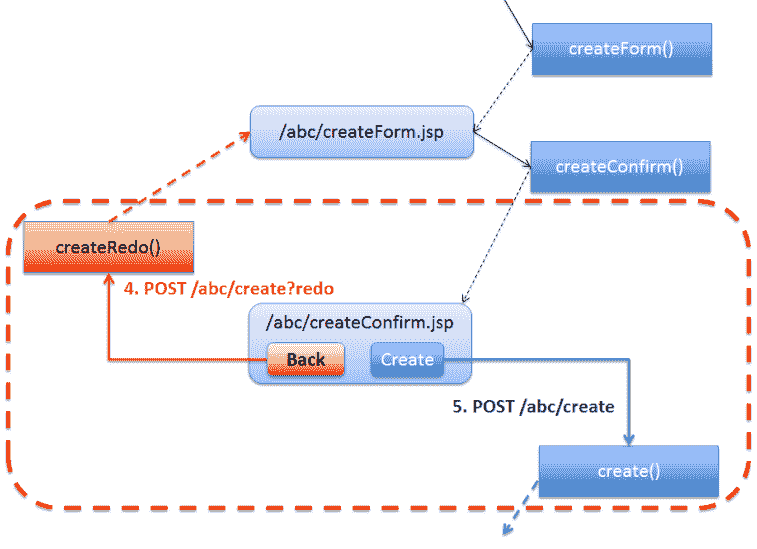 createForm()
/abc/createForm.jsp
createConfirm()
createRedo()
4. POST /abc/create?redo
/abc/createConfirm.jsp
Back
Create
5. POST /abc/create
create()